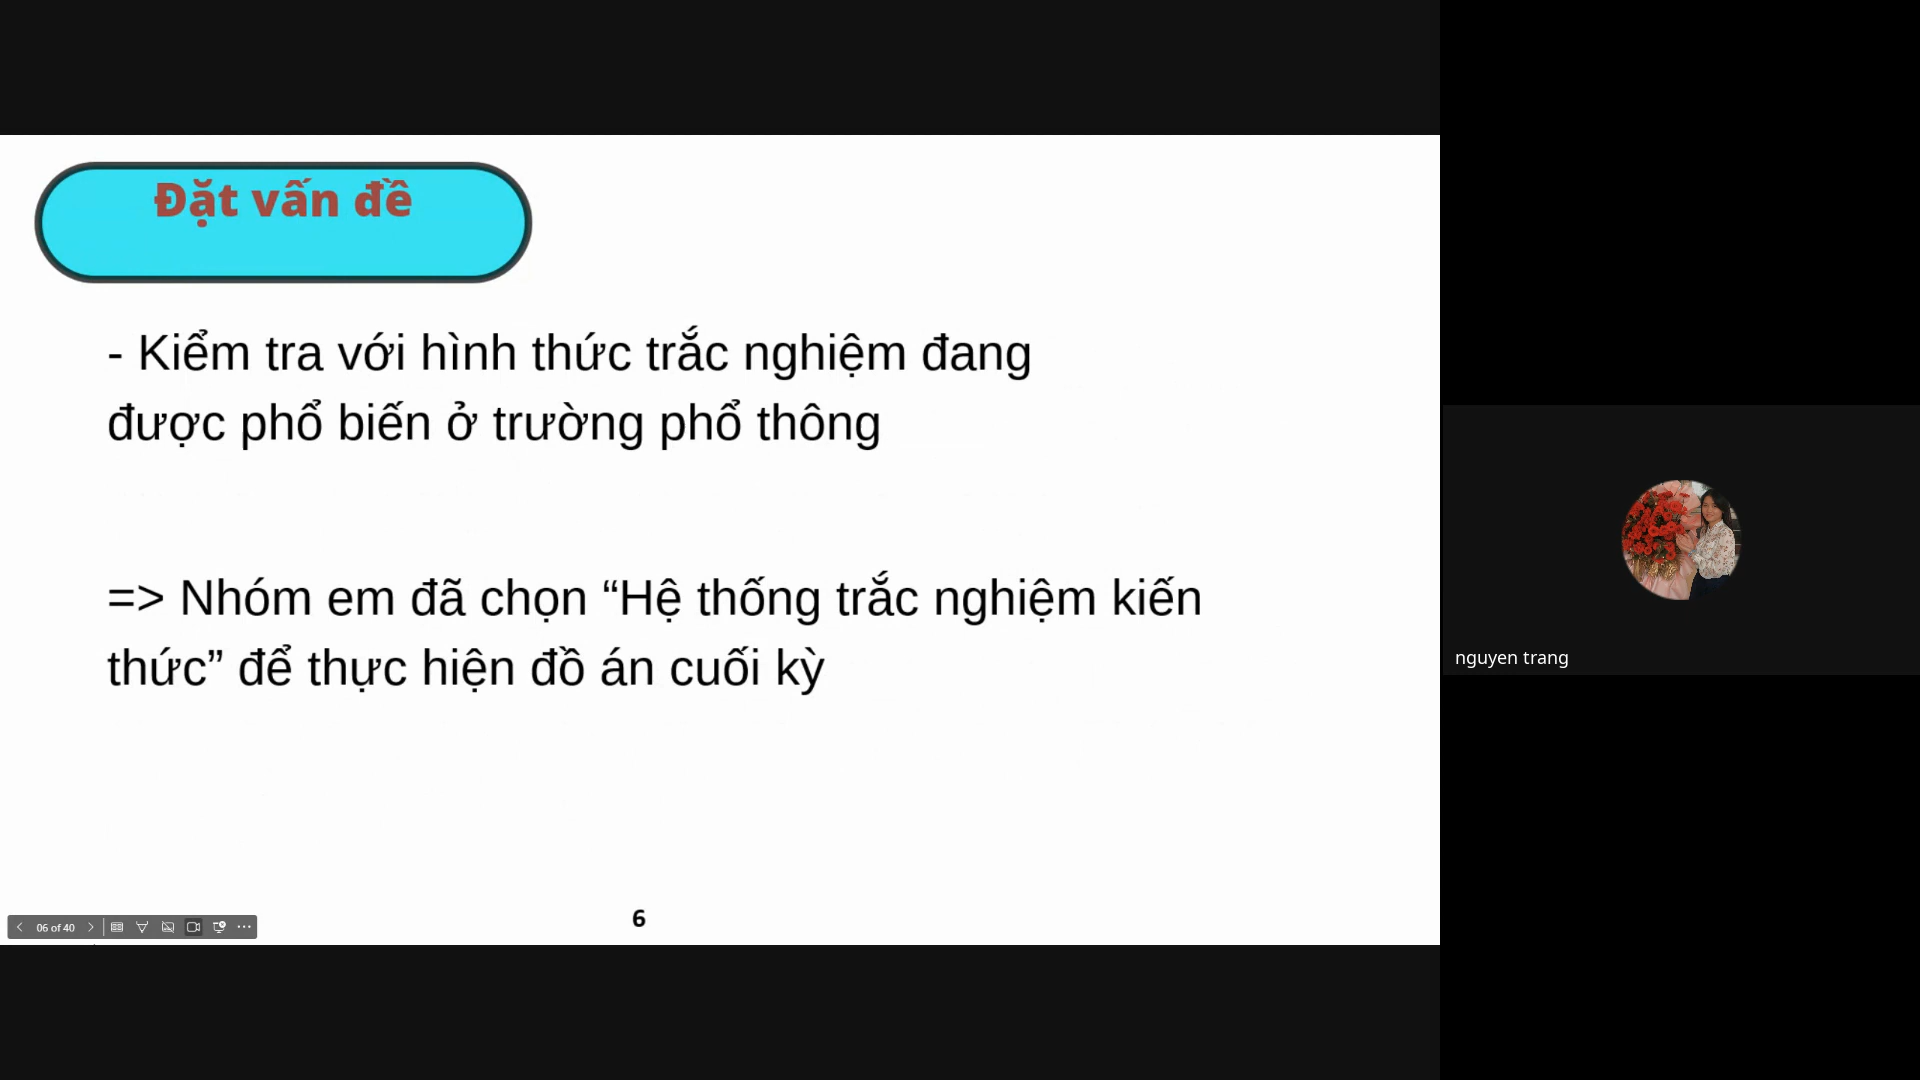 Đặt vấn đề
- Kiểm tra với hình thức trắc nghiệm đang
được phổ biến ở trường phổ thông
=> Nhóm em đã chọn “Hệ thống trắc nghiệm kiến
thức” để thực hiện đồ án cuối kỳ
6
06 of 40
nguyen trang